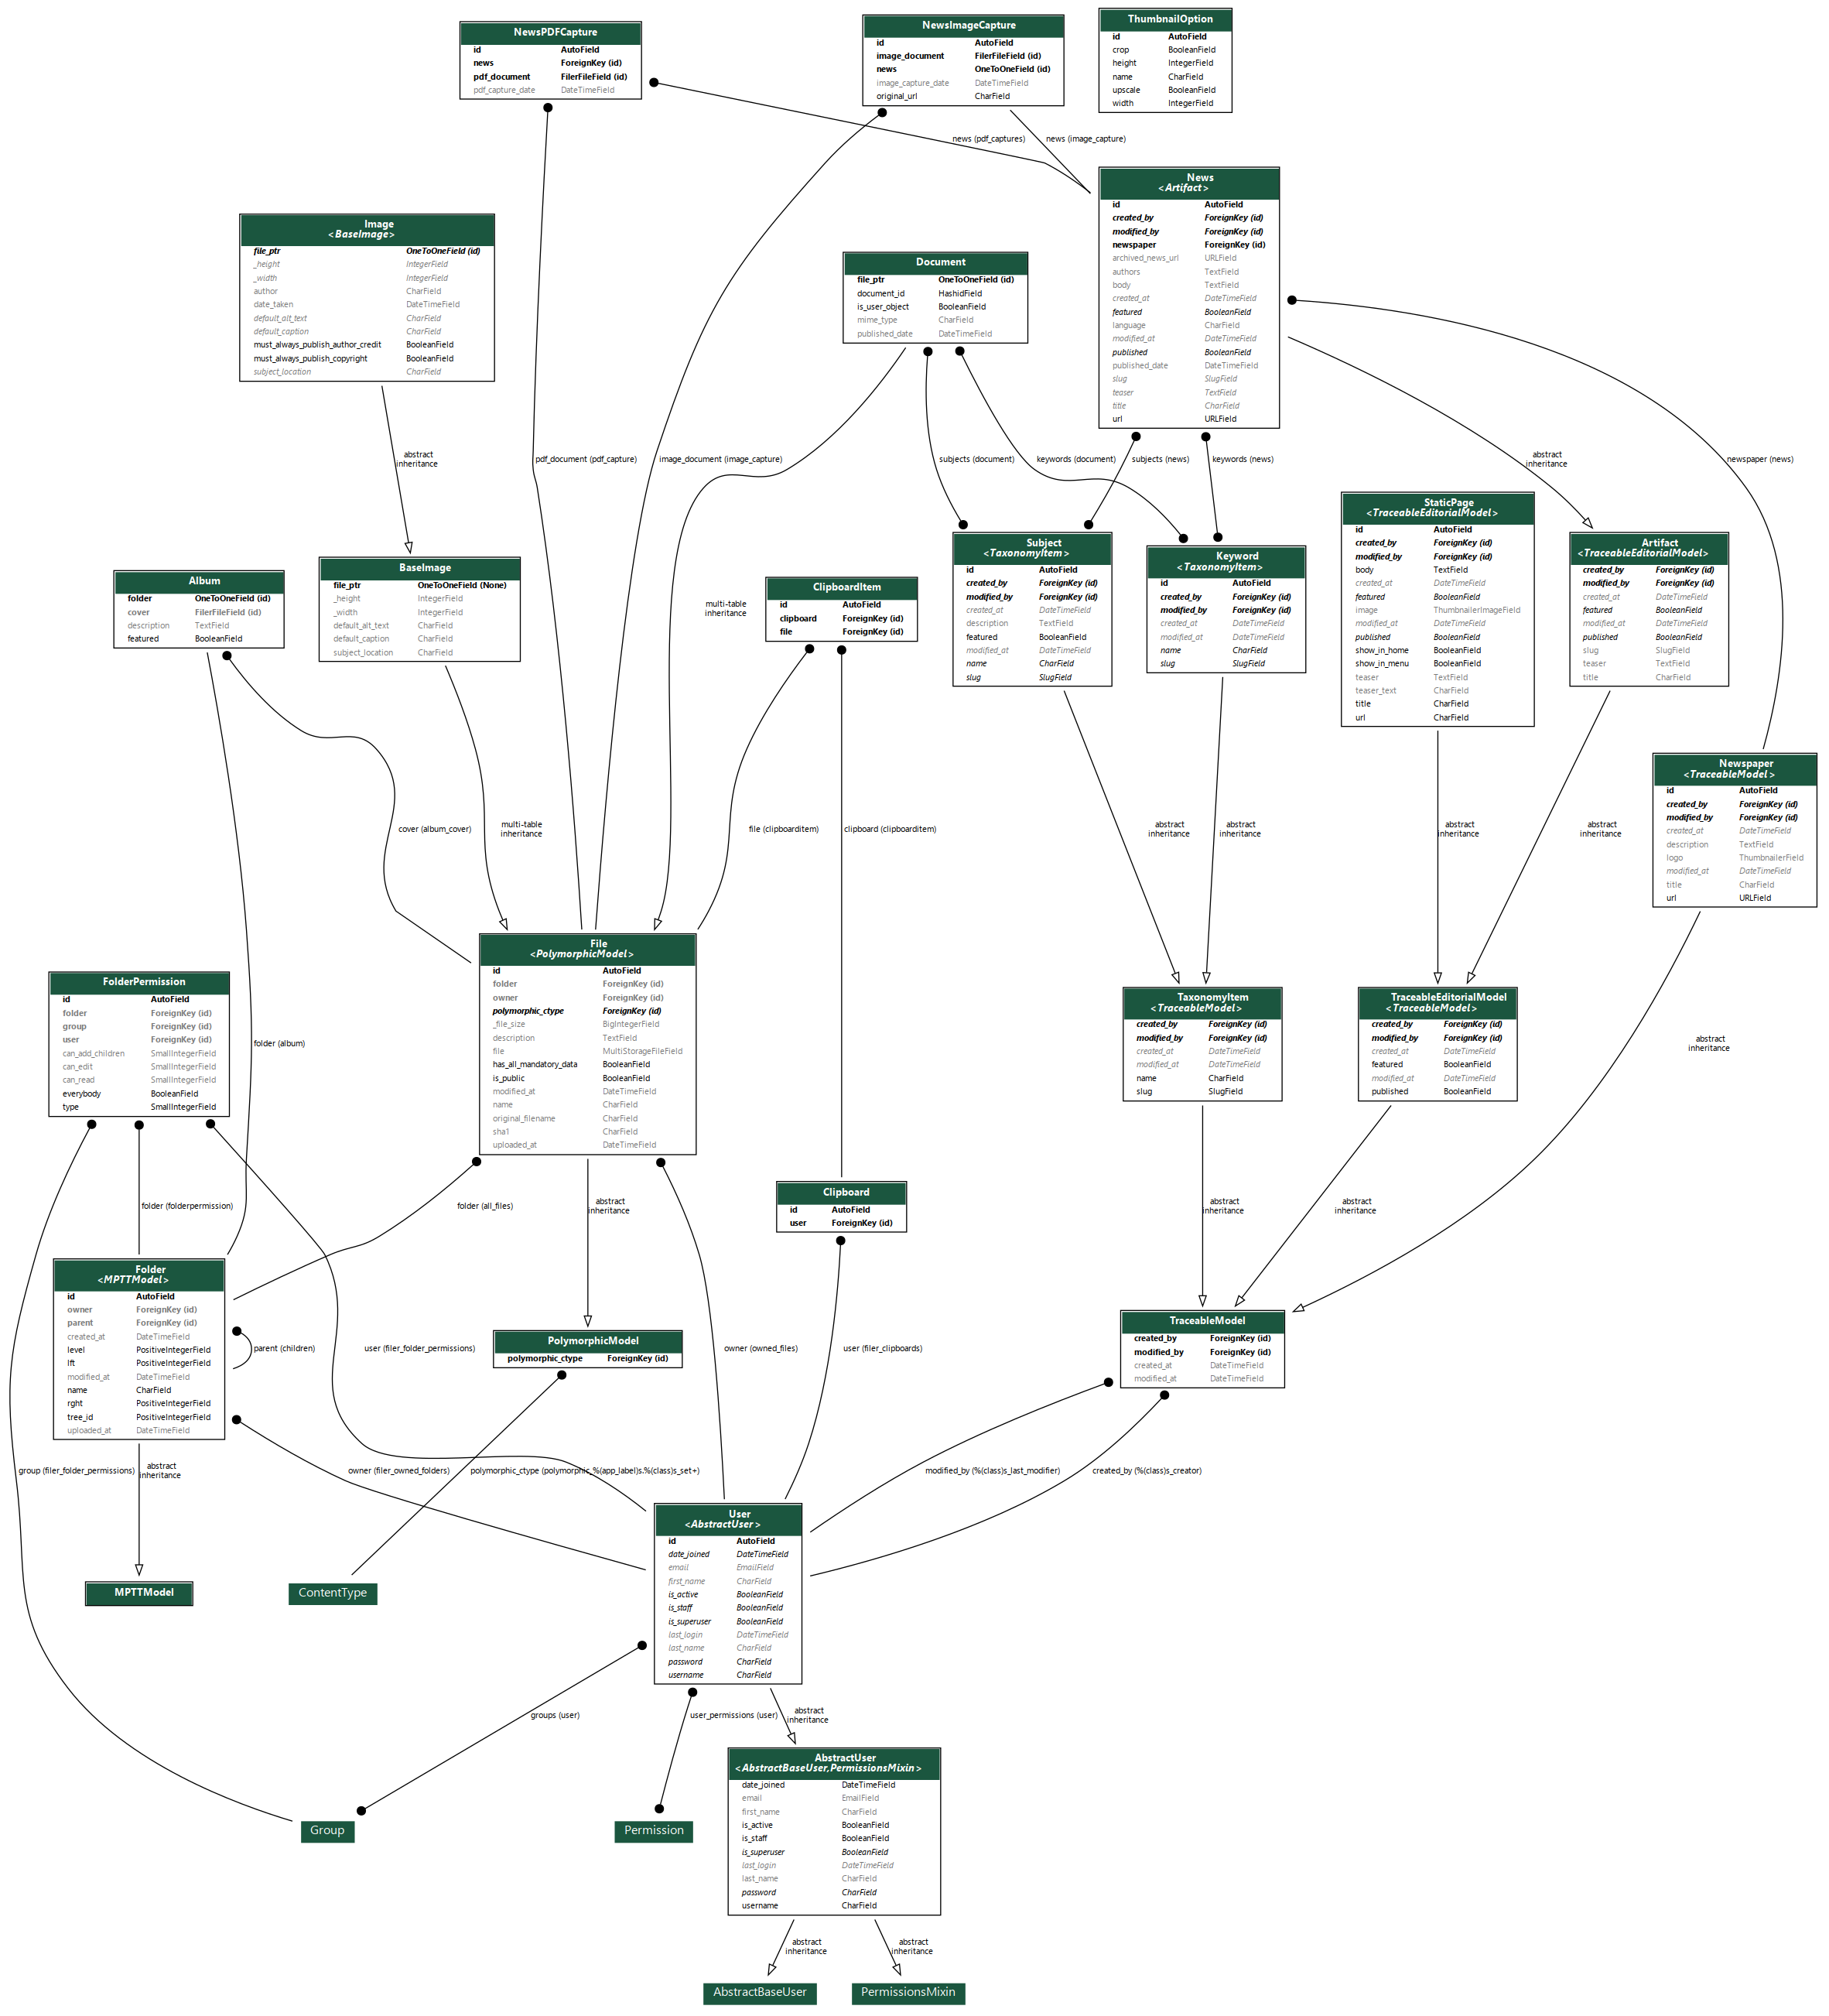 NewsPDFCapture
id AutoField
news ForeignKey (id)
pdf_document FilerFileField (id)
pdf_capture_date DateTimeField
NewsImageCapture
id AutoField
image_document FilerFileField (id)
news OneToOneField (id)
image_capture_date DateTimeField
original_url CharField
ThumbnailOption
id AutoField
crop BooleanField
height IntegerField
name CharField
upscale BooleanField
width IntegerField
news (pdf_captures)
news (image_capture)
News
<Artifact>
id AutoField
created_by ForeignKey (id)
modified_by ForeignKey (id)
newspaper ForeignKey (id)
archived_news_url URLField
authors TextField
body TextField
created_at DateTimeField
featured BooleanField
language CharField
modified_at DateTimeField
published BooleanField
published_date DateTimeField
slug SlugField
teaser TextField
title CharField
url URLField
Image
<BaseImage>
file_ptr OneToOneField (id)
_height IntegerField
_width IntegerField
author CharField
date_taken DateTimeField
default_alt_text CharField
default_caption CharField
must_always_publish_author_credit BooleanField
must_always_publish_copyright BooleanField
subject_location CharField
Document
file_ptr OneToOneField (id)
document_id HashidField
is_user_object BooleanField
mime_type CharField
published_date DateTimeField
abstract
inheritance
pdf_document (pdf_capture)
image_document (image_capture)
subjects (document)
keywords (document)
subjects (news)
keywords (news)
abstract
inheritance
newspaper (news)
StaticPage
<TraceableEditorialModel>
id AutoField
created_by ForeignKey (id)
modified_by ForeignKey (id)
body TextField
created_at DateTimeField
featured BooleanField
image ThumbnailerImageField
modified_at DateTimeField
published BooleanField
show_in_home BooleanField
show_in_menu BooleanField
teaser TextField
teaser_text CharField
title CharField
url CharField
Subject
<TaxonomyItem>
id AutoField
created_by ForeignKey (id)
modified_by ForeignKey (id)
created_at DateTimeField
description TextField
featured BooleanField
modified_at DateTimeField
name CharField
slug SlugField
Keyword
<TaxonomyItem>
id AutoField
created_by ForeignKey (id)
modified_by ForeignKey (id)
created_at DateTimeField
modified_at DateTimeField
name CharField
slug SlugField
Artifact
<TraceableEditorialModel>
created_by ForeignKey (id)
modified_by ForeignKey (id)
created_at DateTimeField
featured BooleanField
modified_at DateTimeField
published BooleanField
slug SlugField
teaser TextField
title CharField
Album
folder OneToOneField (id)
cover FilerFileField (id)
description TextField
featured BooleanField
BaseImage
file_ptr OneToOneField (None)
_height IntegerField
_width IntegerField
default_alt_text CharField
default_caption CharField
subject_location CharField
ClipboardItem
id AutoField
clipboard ForeignKey (id)
file ForeignKey (id)
multi-table
inheritance
Newspaper
<TraceableModel>
id AutoField
created_by ForeignKey (id)
modified_by ForeignKey (id)
created_at DateTimeField
description TextField
logo ThumbnailerField
modified_at DateTimeField
title CharField
url URLField
cover (album_cover)
multi-table
inheritance
file (clipboarditem)
clipboard (clipboarditem)
abstract
inheritance
abstract
inheritance
abstract
inheritance
abstract
inheritance
File
<PolymorphicModel>
id AutoField
folder ForeignKey (id)
owner ForeignKey (id)
polymorphic_ctype ForeignKey (id)
_file_size BigIntegerField
description TextField
file MultiStorageFileField
has_all_mandatory_data BooleanField
is_public BooleanField
modified_at DateTimeField
name CharField
original_filename CharField
sha1 CharField
uploaded_at DateTimeField
FolderPermission
id AutoField
folder ForeignKey (id)
group ForeignKey (id)
user ForeignKey (id)
can_add_children SmallIntegerField
can_edit SmallIntegerField
can_read SmallIntegerField
everybody BooleanField
type SmallIntegerField
folder (album)
TaxonomyItem
<TraceableModel>
created_by ForeignKey (id)
modified_by ForeignKey (id)
created_at DateTimeField
modified_at DateTimeField
name CharField
slug SlugField
TraceableEditorialModel
<TraceableModel>
created_by ForeignKey (id)
modified_by ForeignKey (id)
created_at DateTimeField
featured BooleanField
modified_at DateTimeField
published BooleanField
abstract
inheritance
folder (folderpermission)
folder (all_files)
abstract
inheritance
Clipboard
id AutoField
user ForeignKey (id)
abstract
inheritance
abstract
inheritance
Folder
<MPTTModel>
id AutoField
owner ForeignKey (id)
parent ForeignKey (id)
created_at DateTimeField
level PositiveIntegerField
lft PositiveIntegerField
modified_at DateTimeField
name CharField
rght PositiveIntegerField
tree_id PositiveIntegerField
uploaded_at DateTimeField
parent (children)
user (filer_folder_permissions)
PolymorphicModel
polymorphic_ctype ForeignKey (id)
owner (owned_files)
user (filer_clipboards)
TraceableModel
created_by ForeignKey (id)
modified_by ForeignKey (id)
created_at DateTimeField
modified_at DateTimeField
group (filer_folder_permissions)
abstract
inheritance
owner (filer_owned_folders)
polymorphic_ctype (polymorphic_%(app_label)s.%(class)s_set+)
modified_by (%(class)s_last_modifier)
created_by (%(class)s_creator)
User
<AbstractUser>
id AutoField
date_joined DateTimeField
email EmailField
first_name CharField
is_active BooleanField
is_staff BooleanField
is_superuser BooleanField
last_login DateTimeField
last_name CharField
password CharField
username CharField
MPTTModel
ContentType
groups (user)
user_permissions (user)
abstract
inheritance
AbstractUser
<AbstractBaseUser,PermissionsMixin>
date_joined DateTimeField
email EmailField
first_name CharField
is_active BooleanField
is_staff BooleanField
is_superuser BooleanField
last_login DateTimeField
last_name CharField
password CharField
username CharField
Group
Permission
abstract
inheritance
abstract
inheritance
AbstractBaseUser
PermissionsMixin